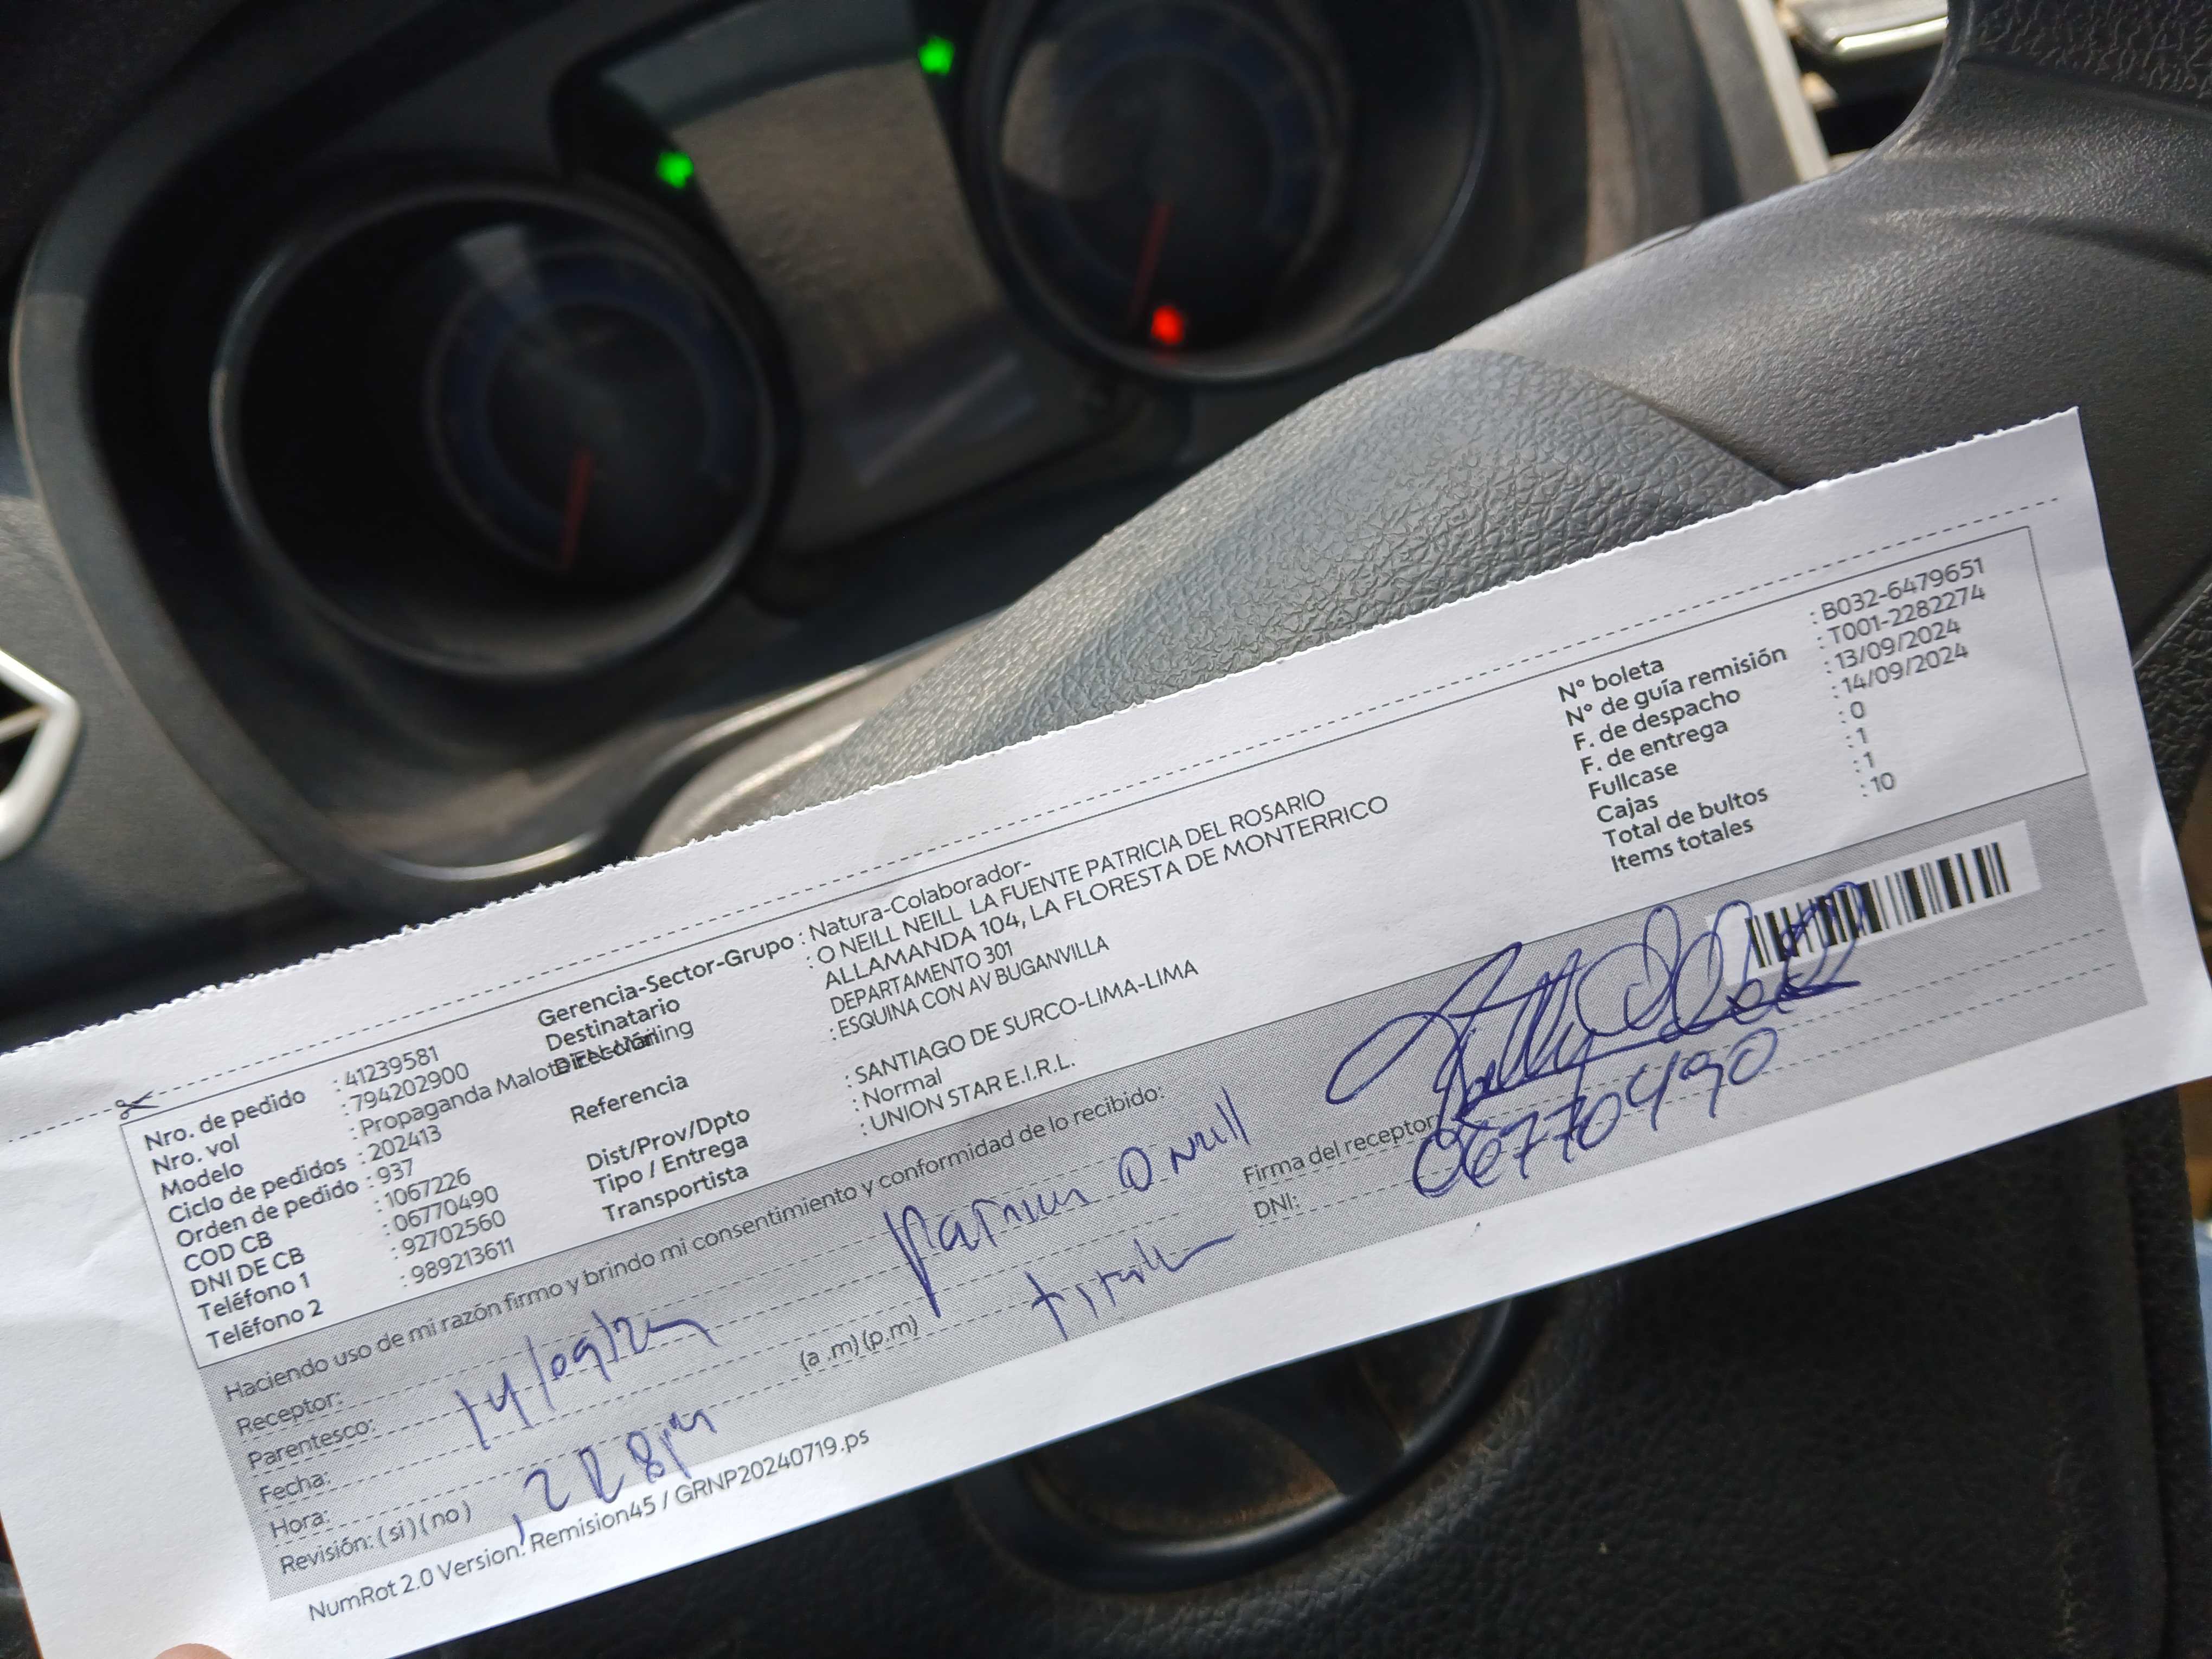 Nro. de pedido : 41239581
Nro. vol : 794202900
Modelo : Propaganda Malote
Ciclo de pedidos : 202413
Orden de pedido : 937
COD CB : 1067226
DNI DE CB : 06770490
Teléfono 1 : 92702560
Teléfono 2 : 989213611
Gerencia-Sector-Grupo : Natura-Colaborador-
Destinatario : O NEILL NEILL LA FUENTE PATRICIA DEL ROSARIO
Dirección ALLAMANDA 104, LA FLORESTA DE MONTERRICO
DEPARTAMENTO 301
Referencia : ESQUINA CON AV BUGANVILLA
Dist/Prov/Dpto : SANTIAGO DE SURCO-LIMA-LIMA
Tipo / Entrega : Normal
Transportista : UNION STAR E.I.R.L.
N° boleta : B032-6479651
N° de guía remisión : T001-2282274
F. de despacho : 13/09/2024
F. de entrega : 14/09/2024
Fullcase : 0
Cajas : 1
Total de bultos : 1
Items totales : 10
Haciendo uso de mi razón firmo y brindo mi consentimiento y conformidad de lo recibido:
Receptor: O Neill
Parentesco:
Fecha: 14/09/24
Hora: (a .m) (p.m)
Revisión: ( si ) ( no )
Firma del receptor:
DNI: 06770490
NumRot 2.0 Version: Remision45 / GRNP20240719.ps